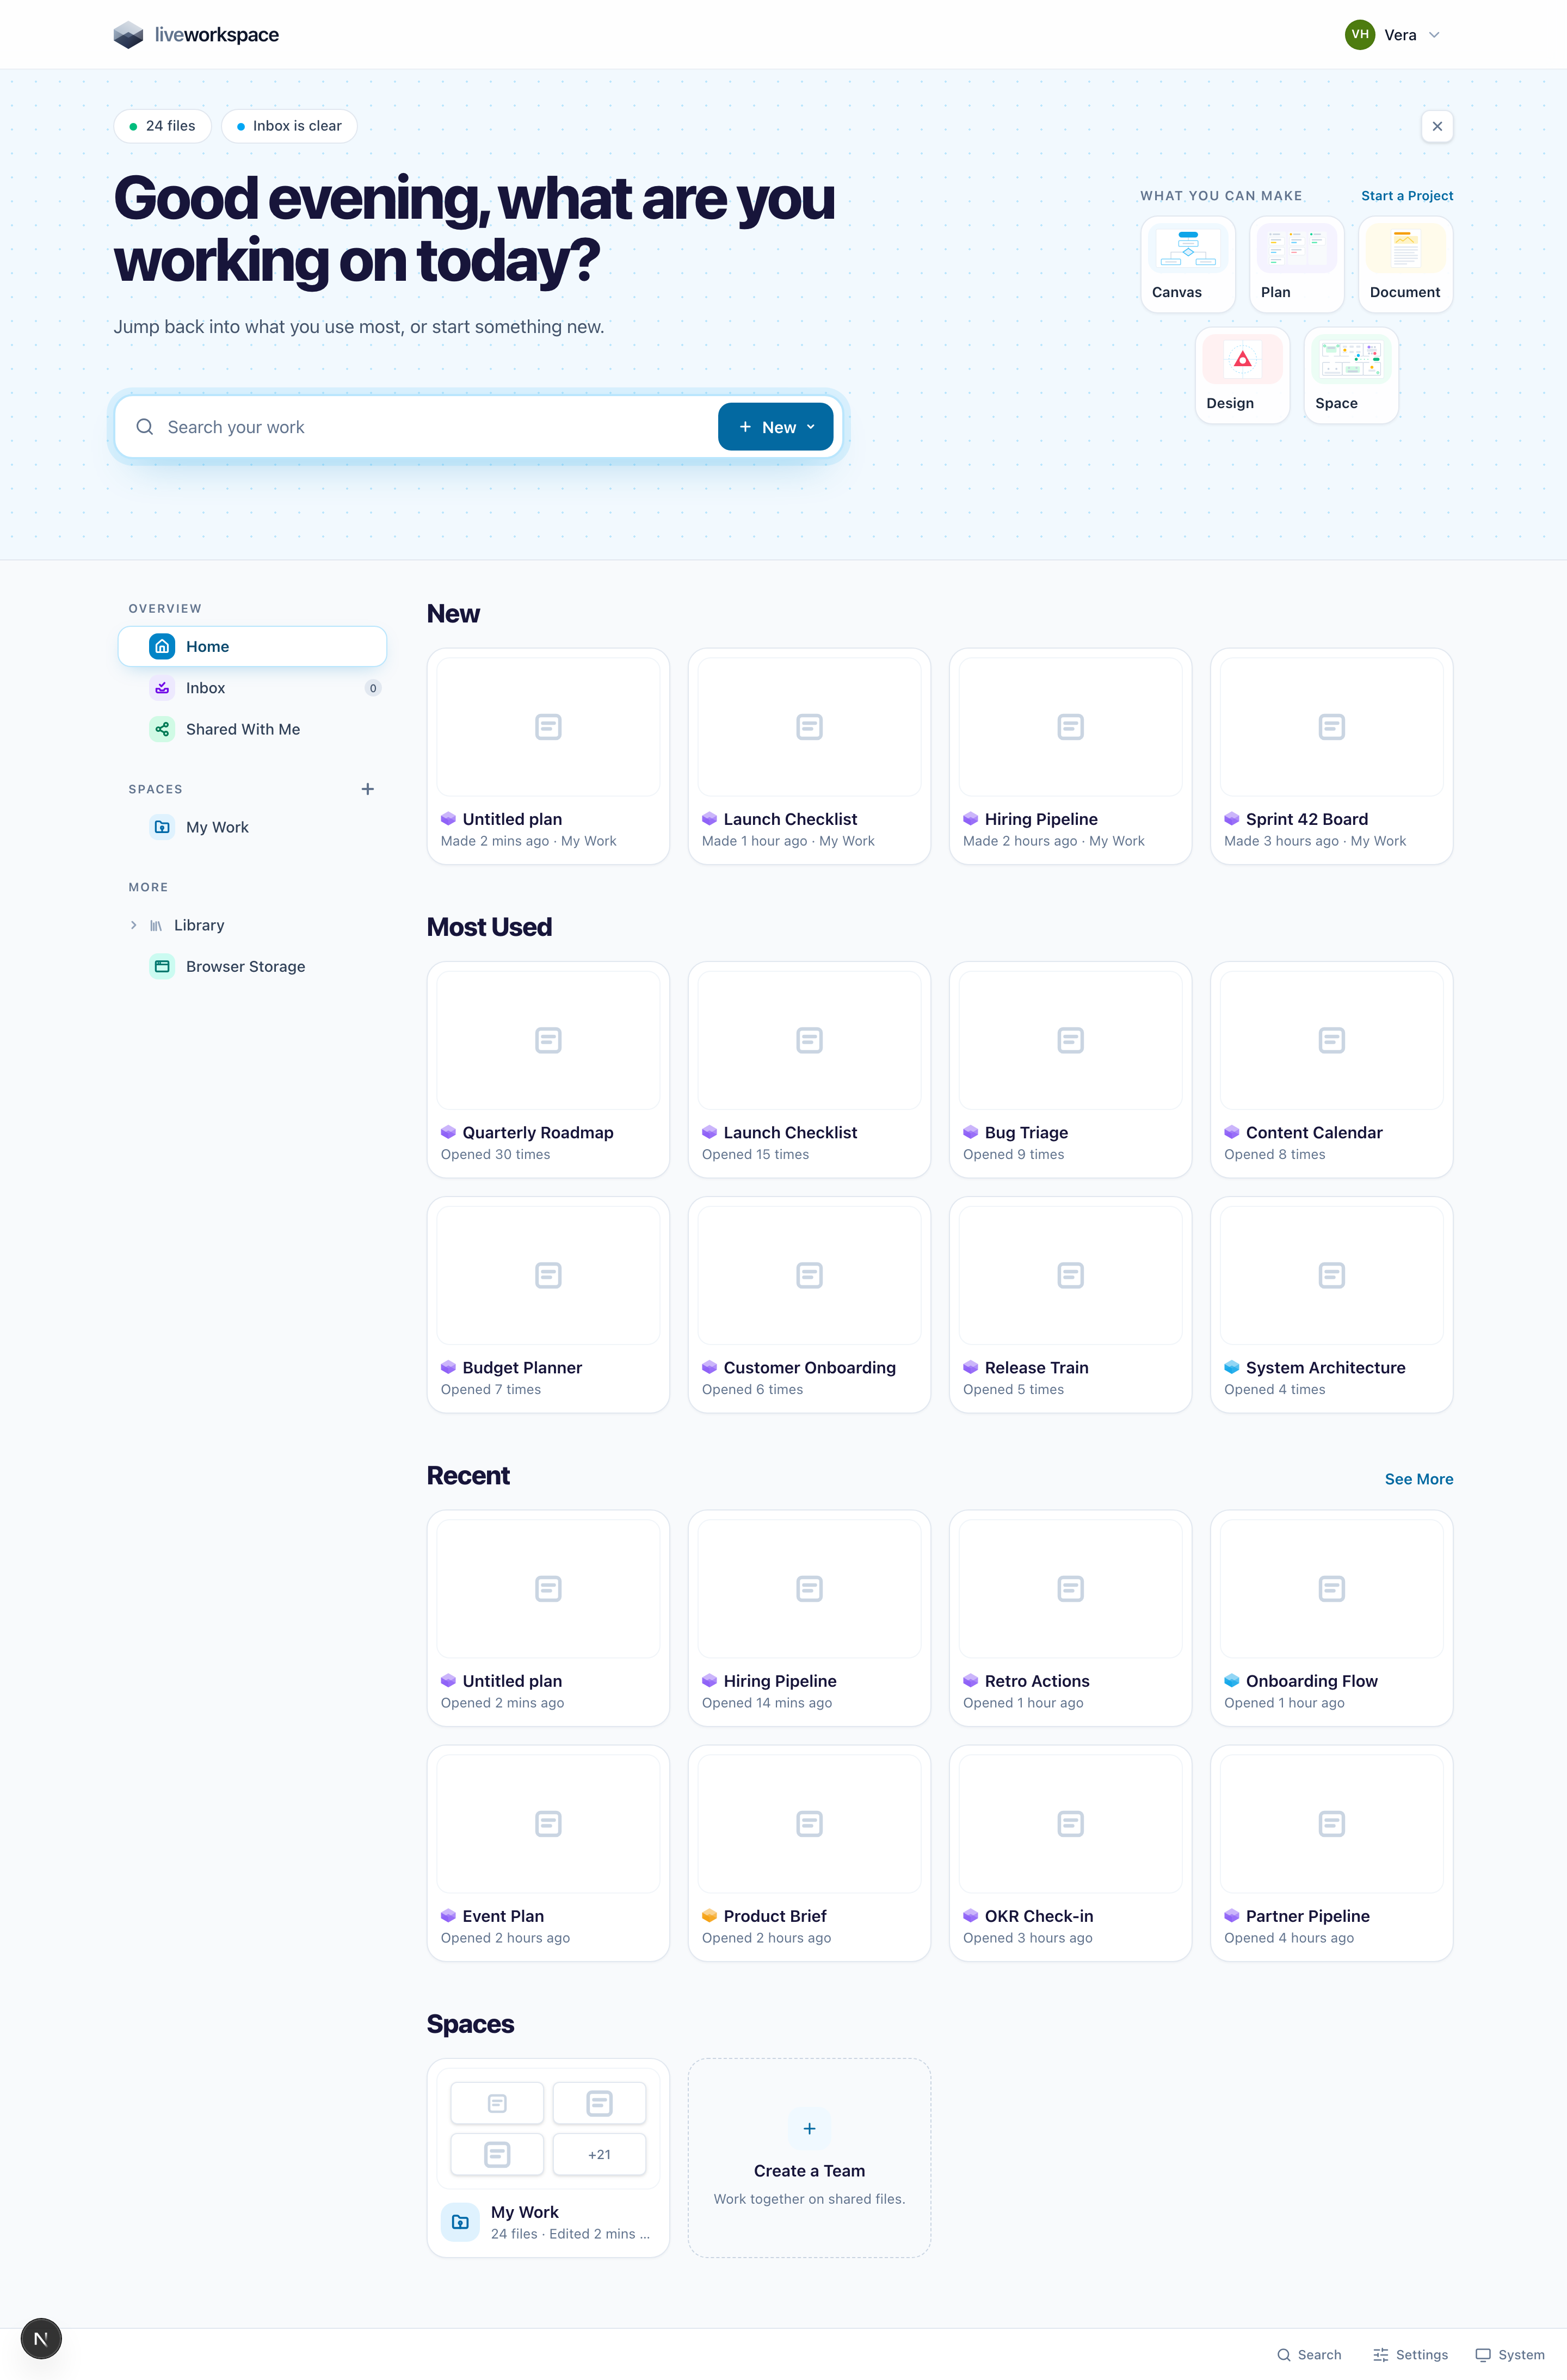 liveworkspace
VH Vera
24 files
Inbox is clear
Good evening, what are you
working on today?
Jump back into what you use most, or start something new.
Search your work
New
WHAT YOU CAN MAKE
Start a Project
Canvas
Plan
Document
Design
Space
OVERVIEW
Home
Inbox 0
Shared With Me
SPACES
My Work
MORE
Library
Browser Storage
New
Untitled plan
Made 2 mins ago · My Work
Launch Checklist
Made 1 hour ago · My Work
Hiring Pipeline
Made 2 hours ago · My Work
Sprint 42 Board
Made 3 hours ago · My Work
Most Used
Quarterly Roadmap
Opened 30 times
Launch Checklist
Opened 15 times
Bug Triage
Opened 9 times
Content Calendar
Opened 8 times
Budget Planner
Opened 7 times
Customer Onboarding
Opened 6 times
Release Train
Opened 5 times
System Architecture
Opened 4 times
Recent
See More
Untitled plan
Opened 2 mins ago
Hiring Pipeline
Opened 14 mins ago
Retro Actions
Opened 1 hour ago
Onboarding Flow
Opened 1 hour ago
Event Plan
Opened 2 hours ago
Product Brief
Opened 2 hours ago
OKR Check-in
Opened 3 hours ago
Partner Pipeline
Opened 4 hours ago
Spaces
+21
My Work
24 files · Edited 2 mins ...
Create a Team
Work together on shared files.
N
Search
Settings
System